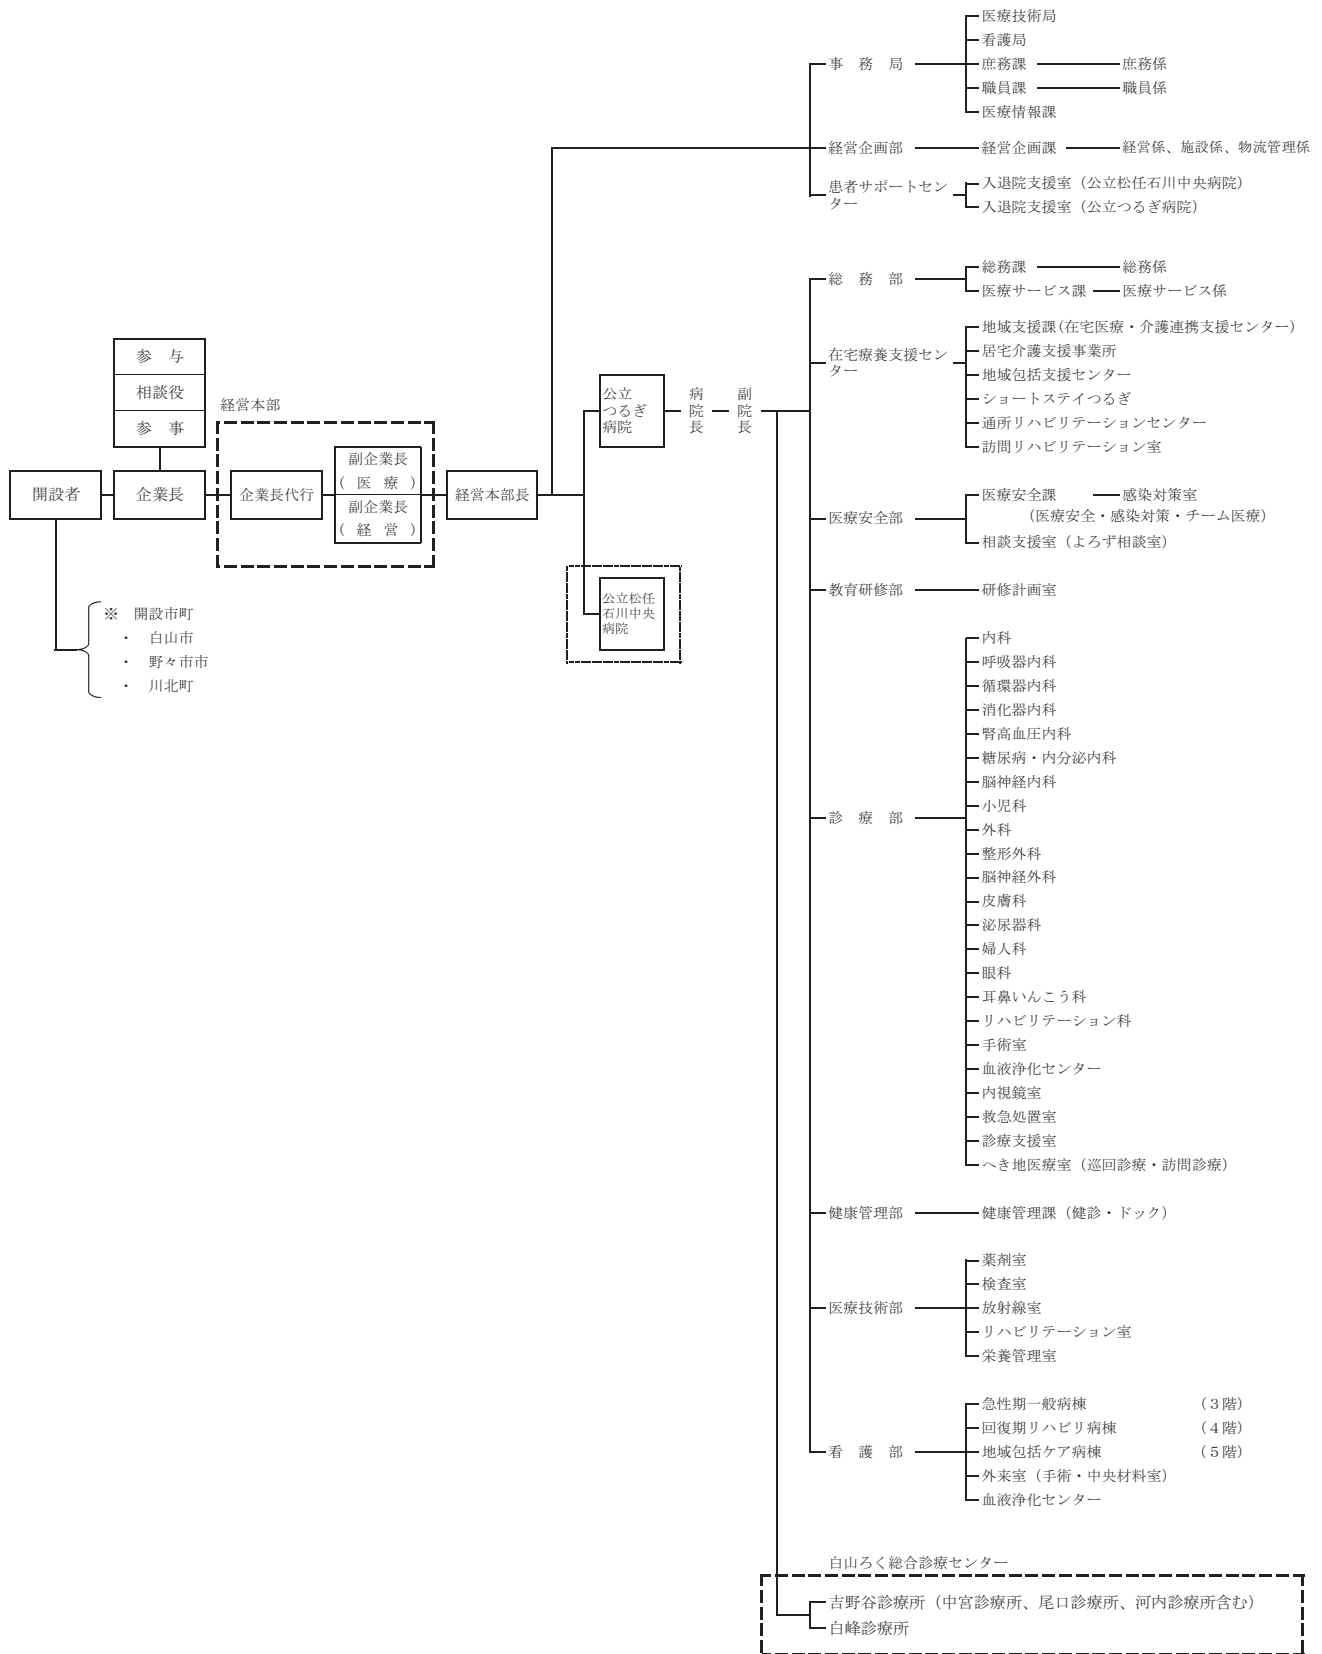 医療技術局
看護局
事　務　局
庶務課
庶務係
職員課
職員係
医療情報課
経営企画部
経営企画課
経営係、施設係、物流管理係
患者サポートセン
ター
入退院支援室（公立松任石川中央病院）
入退院支援室（公立つるぎ病院）
総　務　部
総務課
総務係
医療サービス課
医療サービス係
在宅療養支援セン
ター
地域支援課(在宅医療・介護連携支援センター）
居宅介護支援事業所
地域包括支援センター
ショートステイつるぎ
通所リハビリテーションセンター
訪問リハビリテーション室
参　与
相談役
参　事
経営本部
開設者
企業長
企業長代行
副企業長
（　医　療　）
副企業長
（　経　営　）
経営本部長
公立
つるぎ
病院
病院長
副院長
公立松任
石川中央
病院
※　開設市町
・　白山市
・　野々市市
・　川北町
医療安全部
医療安全課
感染対策室
（医療安全・感染対策・チーム医療）
相談支援室（よろず相談室）
教育研修部
研修計画室
診　療　部
内科
呼吸器内科
循環器内科
消化器内科
腎高血圧内科
糖尿病・内分泌内科
脳神経内科
小児科
外科
整形外科
脳神経外科
皮膚科
泌尿器科
婦人科
眼科
耳鼻いんこう科
リハビリテーション科
手術室
血液浄化センター
内視鏡室
救急処置室
診療支援室
へき地医療室（巡回診療・訪問診療）
健康管理部
健康管理課（健診・ドック）
医療技術部
薬剤室
検査室
放射線室
リハビリテーション室
栄養管理室
看　護　部
急性期一般病棟　（３階）
回復期リハビリ病棟　（４階）
地域包括ケア病棟　（５階）
外来室（手術・中央材料室）
血液浄化センター
白山ろく総合診療センター
吉野谷診療所（中宮診療所、尾口診療所、河内診療所含む）
白峰診療所